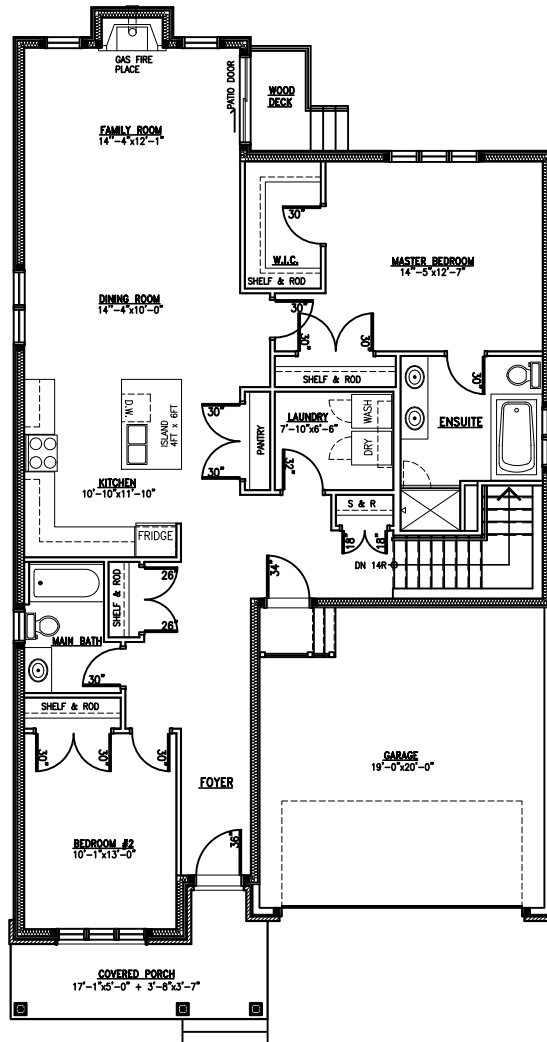 GAS FIRE
PLACE
PATIO DOOR
WOOD
DECK
FAMILY ROOM
14"-4"x12'-1"
30"
W.I.C.
SHELF & ROD
MASTER BEDROOM
14"-5"x12'-7"
DINING ROOM
14"-4"x10'-0"
30"
30"
30"
30"
SHELF & ROD
D.W.
ISLAND
4FT x 6FT
30"
30"
PANTRY
LAUNDRY
7'-10"x6'-6"
WASH
DRY
ENSUITE
KITCHEN
10'-10"x11'-10"
32"
S & R
18"
18"
FRIDGE
DN 14R
34"
SHELF & ROD
26"
26"
MAIN BATH
30"
SHELF & ROD
30"
30"
30"
FOYER
GARAGE
19'-0"x20'-0"
BEDROOM #2
10'-1"x13'-0"
36"
COVERED PORCH
17'-1"x5'-0" + 3'-8"x3'-7"